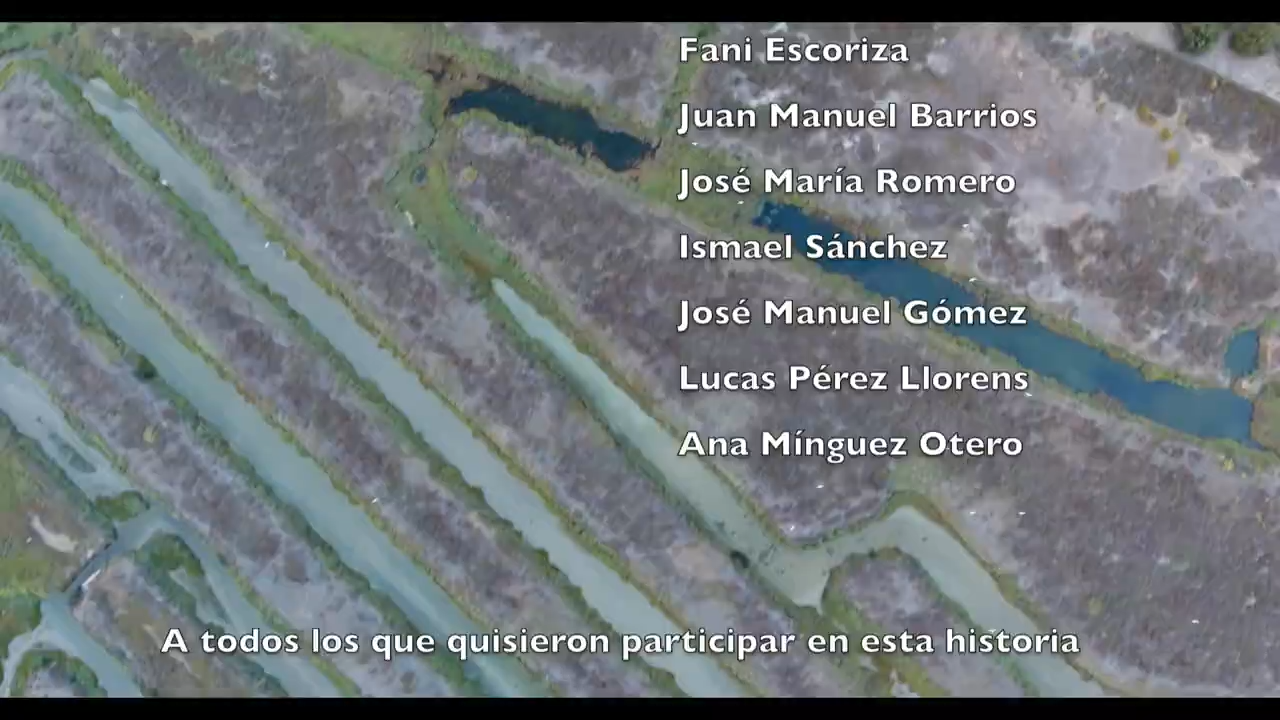 Fani Escoriza
Juan Manuel Barrios
José María Romero
Ismael Sánchez
José Manuel Gómez
Lucas Pérez Llorens
Ana Mínguez Otero
A todos los que quisieron participar en esta historia